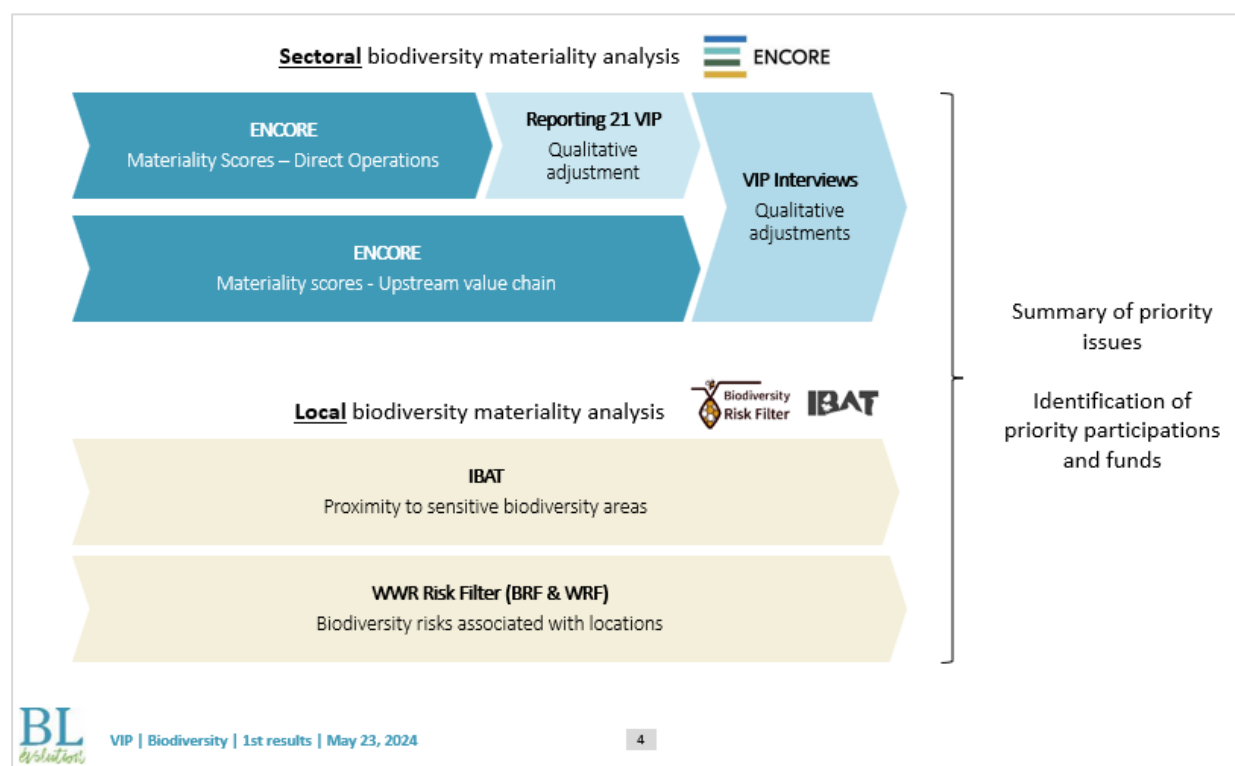 Sectoral biodiversity materiality analysis
ENCORE
ENCORE
Materiality Scores – Direct Operations
Reporting 21 VIP
Qualitative
adjustment
VIP Interviews
Qualitative
adjustments
ENCORE
Materiality scores - Upstream value chain
Summary of priority
issues
Identification of
priority participations
and funds
Local biodiversity materiality analysis
Biodiversity
Risk Filter
IBAT
IBAT
Proximity to sensitive biodiversity areas
WWR Risk Filter (BRF & WRF)
Biodiversity risks associated with locations
BL
évolution
VIP | Biodiversity | 1st results | May 23, 2024
4